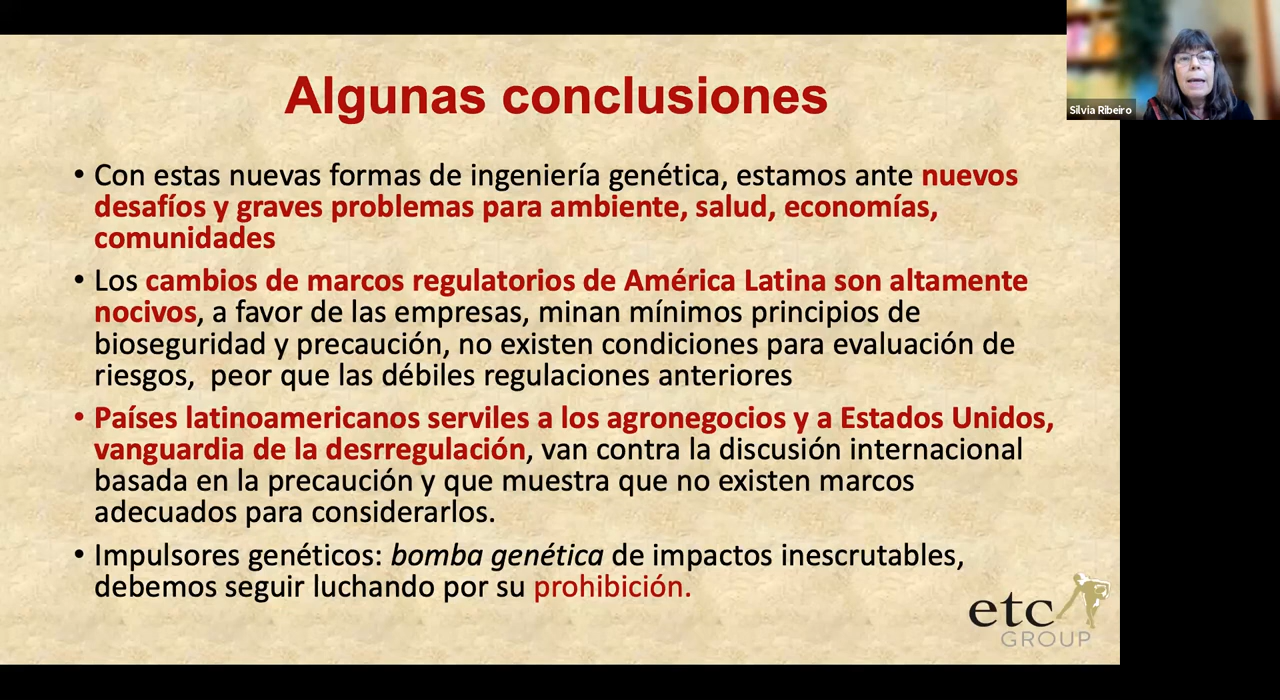 Silvia Ribeiro
Algunas conclusiones
• Con estas nuevas formas de ingeniería genética, estamos ante nuevos
desafíos y graves problemas para ambiente, salud, economías,
comunidades
• Los cambios de marcos regulatorios de América Latina son altamente
nocivos, a favor de las empresas, minan mínimos principios de
bioseguridad y precaución, no existen condiciones para evaluación de
riesgos,  peor que las débiles regulaciones anteriores
• Países latinoamericanos serviles a los agronegocios y a Estados Unidos,
vanguardia de la desrregulación, van contra la discusión internacional
basada en la precaución y que muestra que no existen marcos
adecuados para considerarlos.
• Impulsores genéticos: bomba genética de impactos inescrutables,
debemos seguir luchando por su prohibición.
etc
GROUP